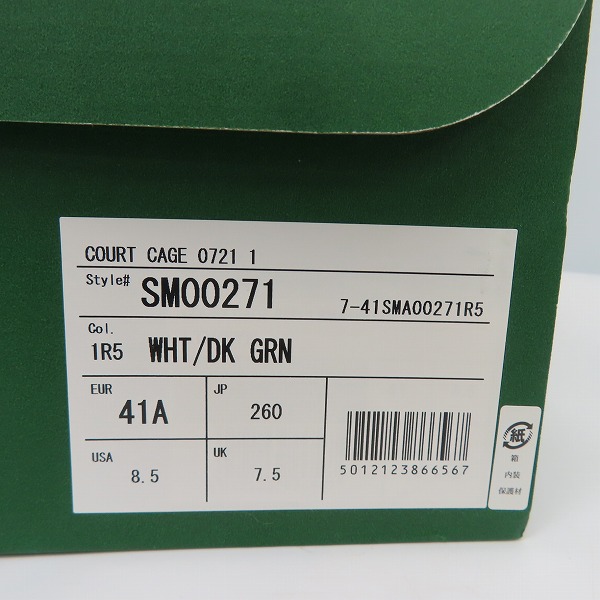 COURT CAGE 0721 1
Style# SM00271 7-41SMA00271R5
Col.
1R5 WHT/DK GRN
EUR 41A
JP 260
USA 8.5
UK 7.5
5012123866567
紙
箱
内装
保護材